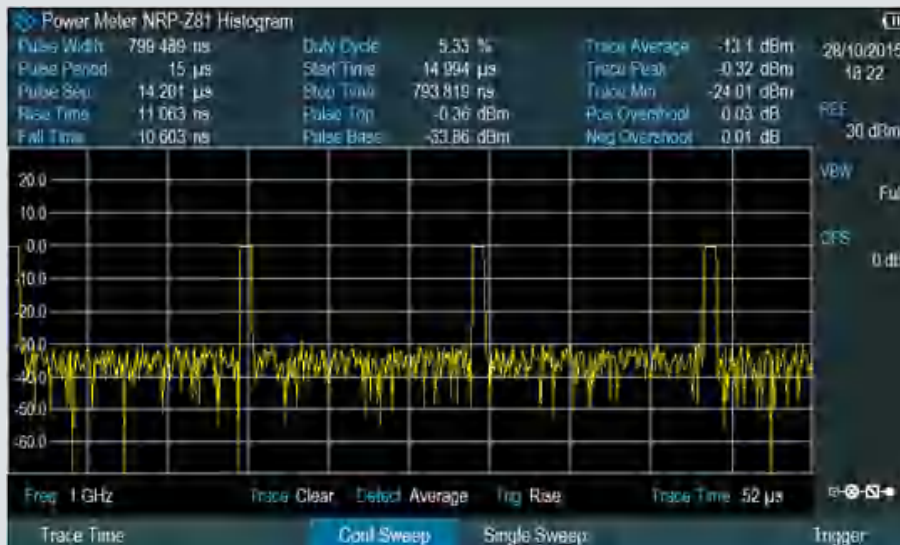 Power Meter NRP-Z81 Histogram
Pulse Width 799.489 ns Duty Cycle 5.33 % Trace Average -13.1 dBm
Pulse Period 15 µs Start Time 14.994 µs Trace Peak -0.32 dBm
Pulse Sep. 14.201 µs Stop Time 793.819 ns Trace Min -24.01 dBm
Rise Time 11.063 ns Pulse Top -0.36 dBm Pos Overshoot 0.03 dB
Fall Time 10.603 ns Pulse Base -33.86 dBm Neg Overshoot 0.01 dB
28/10/2015
18:22
REF
30 dBm
VBW
Full
OFS
0 dB
20.0
10.0
0.0
-10.0
-20.0
-30.0
-40.0
-50.0
-60.0
Freq 1 GHz Trace Clear Detect Average Trig Rise Trace Time 52 µs
Trace Time Cont Sweep Single Sweep Trigger